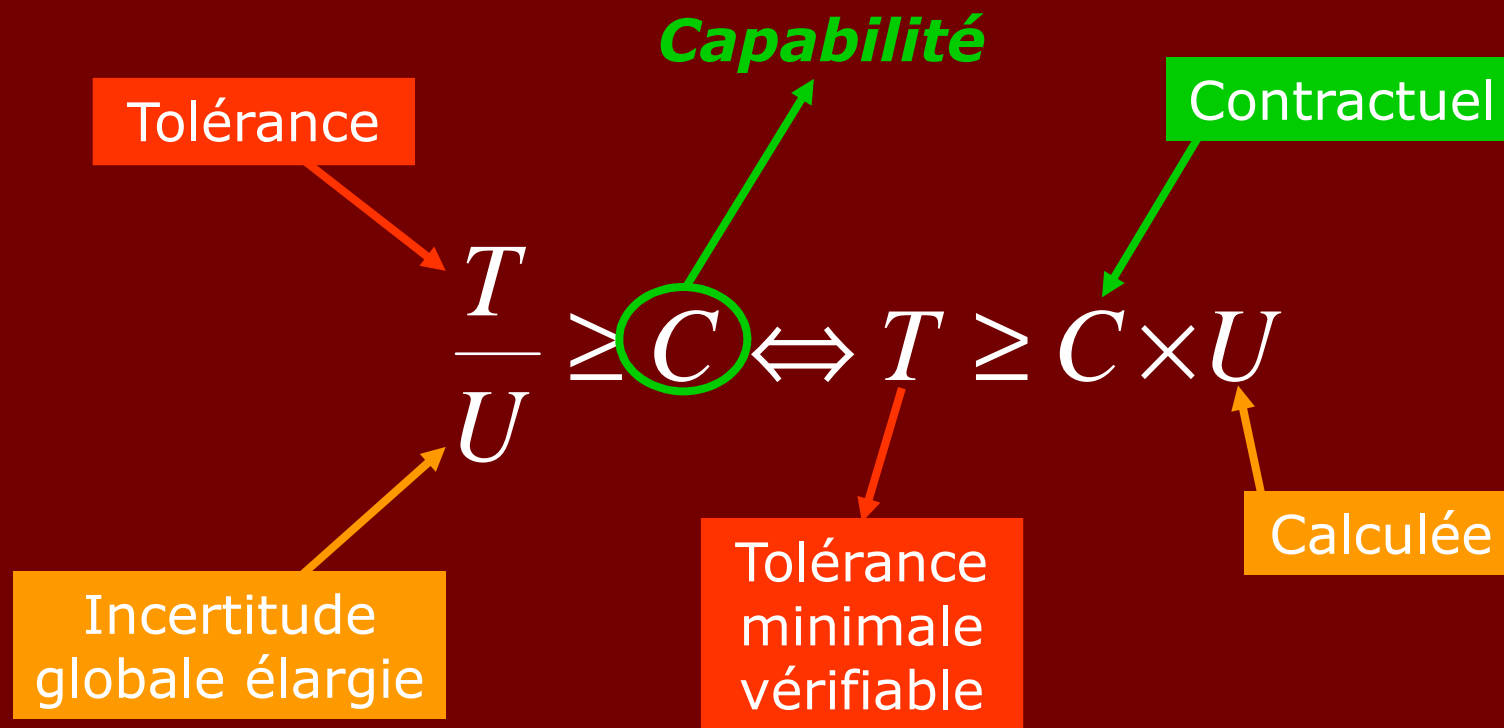 Capabilité
Tolérance
Contractuel
T
U
≥ C ⇔ T ≥ C × U
Incertitude
globale élargie
Tolérance
minimale
vérifiable
Calculée